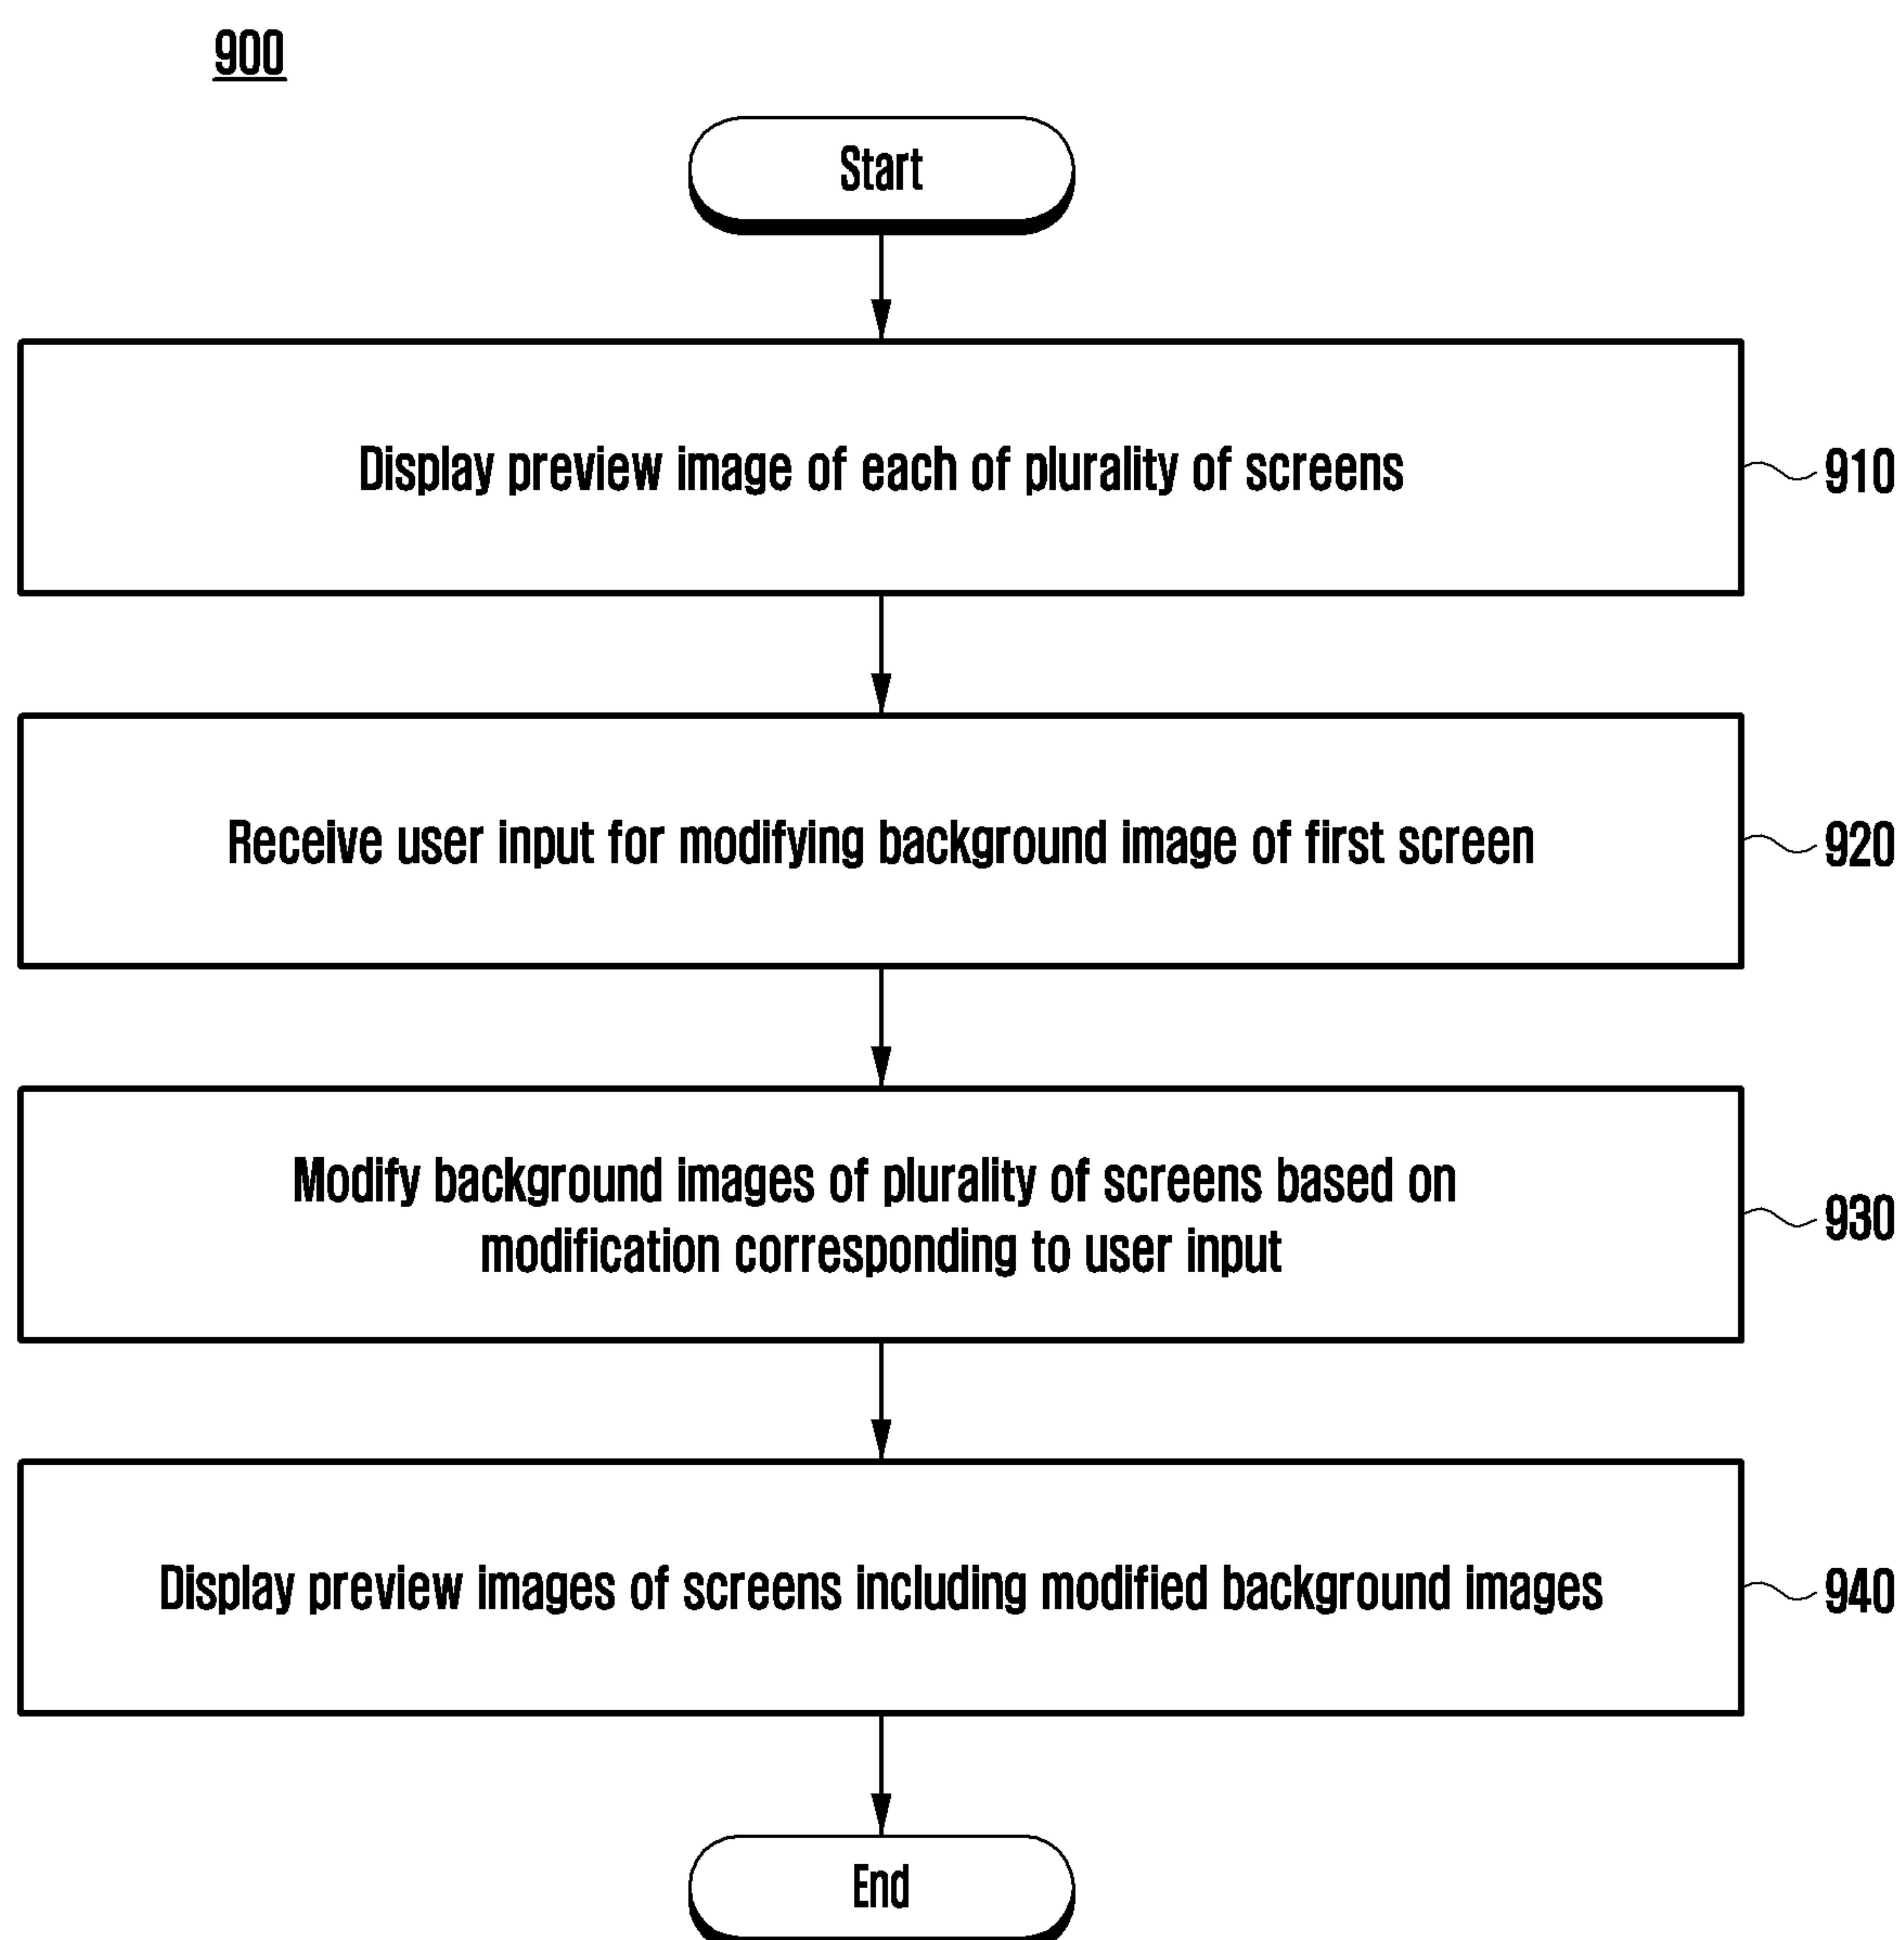 900
Start
Display preview image of each of plurality of screens
910
Receive user input for modifying background image of first screen
920
Modify background images of plurality of screens based on
modification corresponding to user input
930
Display preview images of screens including modified background images
940
End